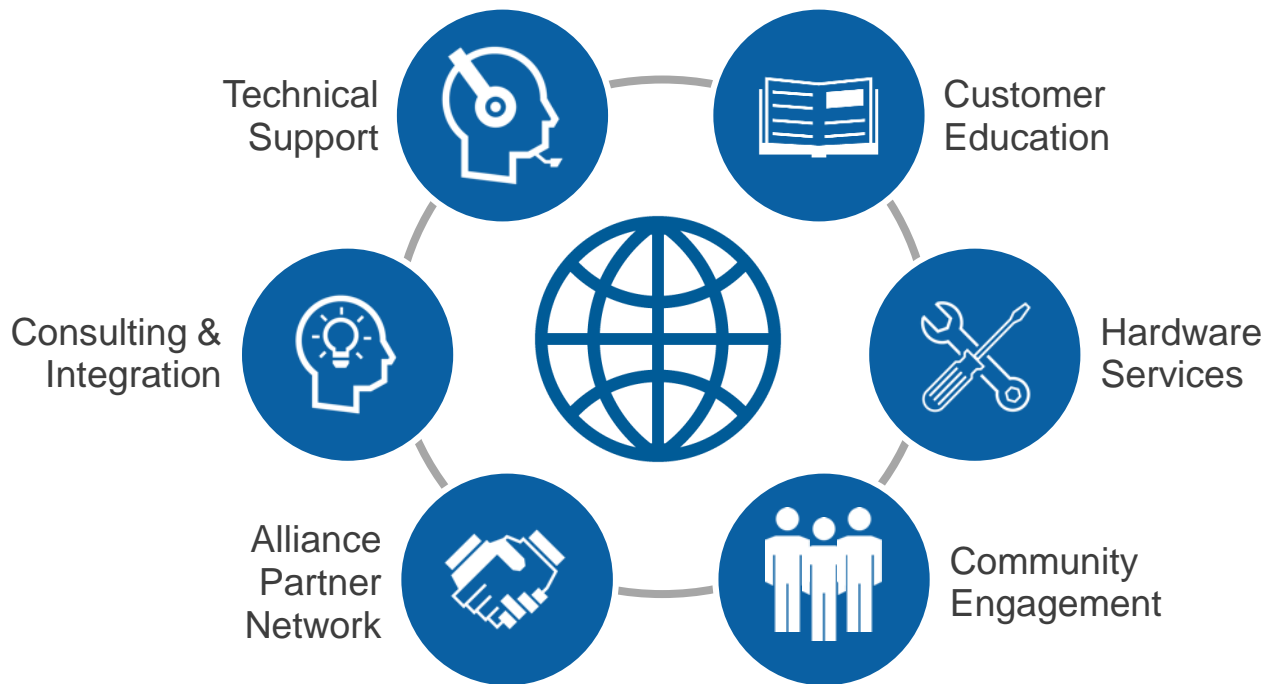 Technical
Support
Customer
Education
Consulting &
Integration
Hardware
Services
Alliance
Partner
Network
Community
Engagement